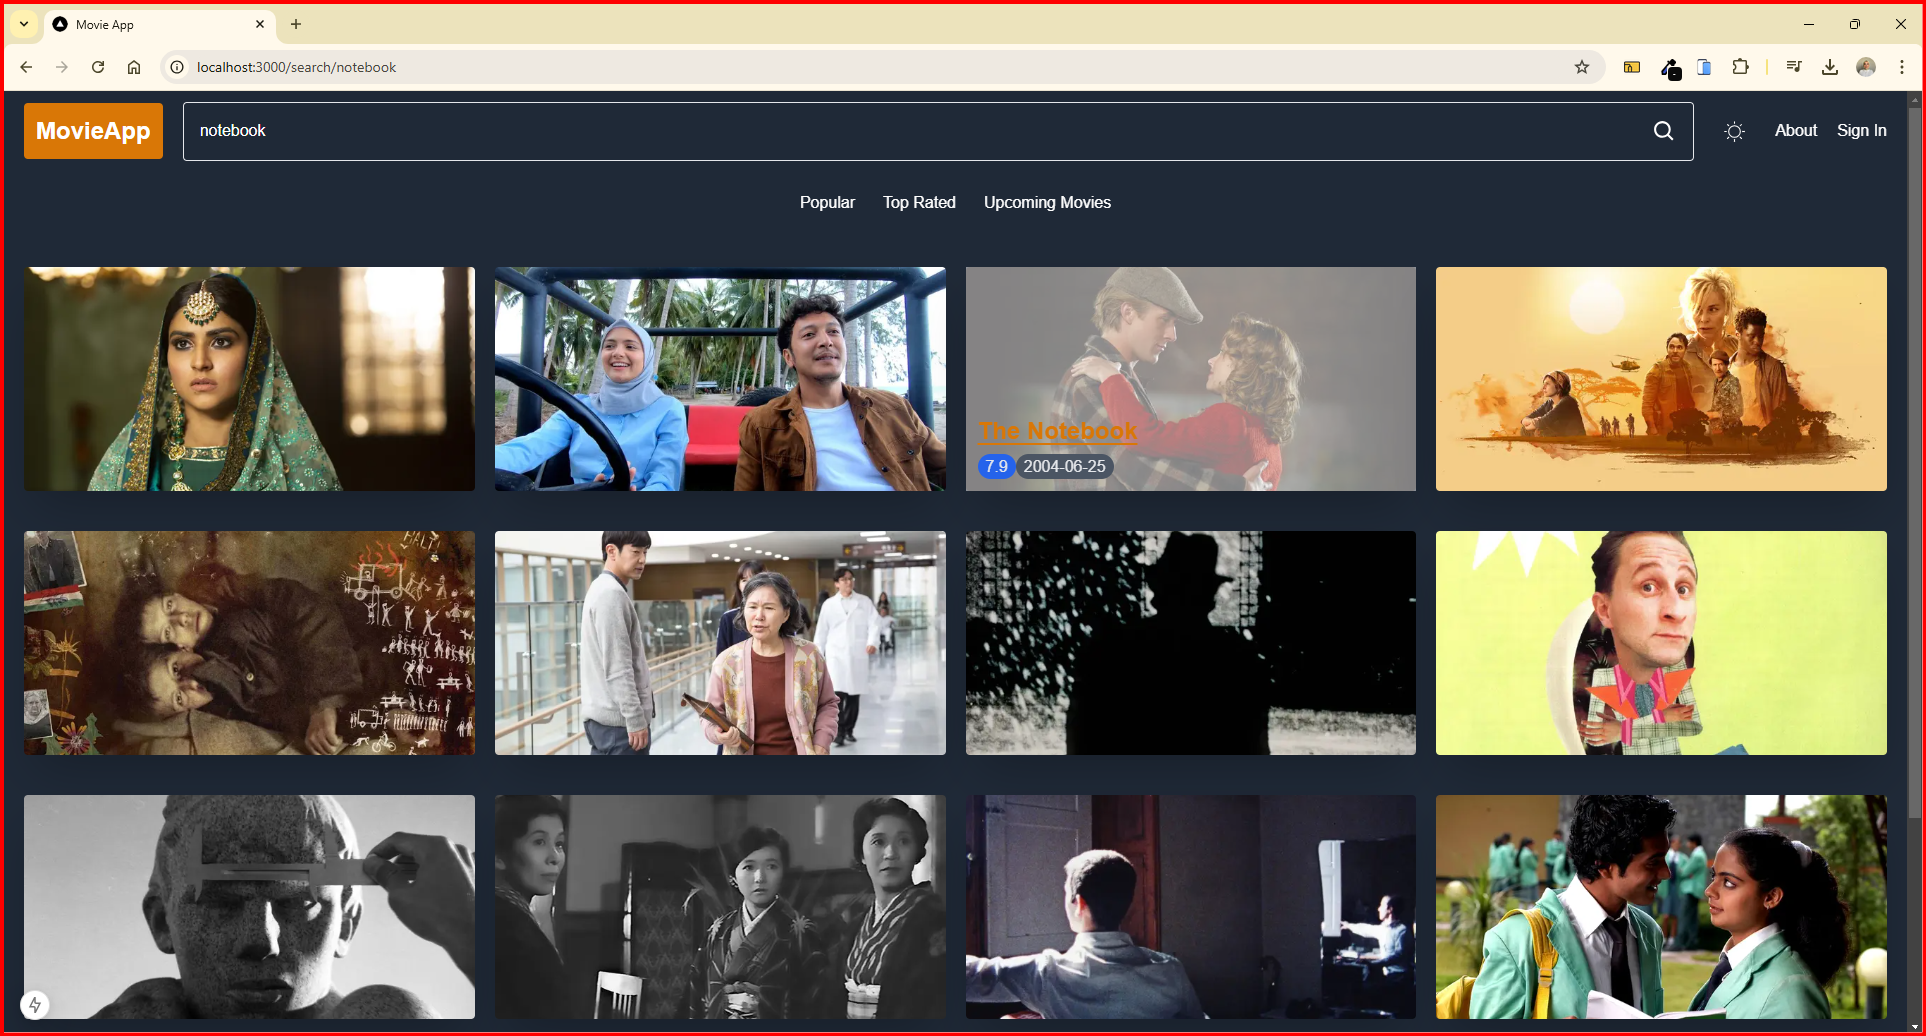 Movie App
localhost:3000/search/notebook
MovieApp
notebook
About
Sign In
Popular
Top Rated
Upcoming Movies
The Notebook
7.9
2004-06-25
HALT!